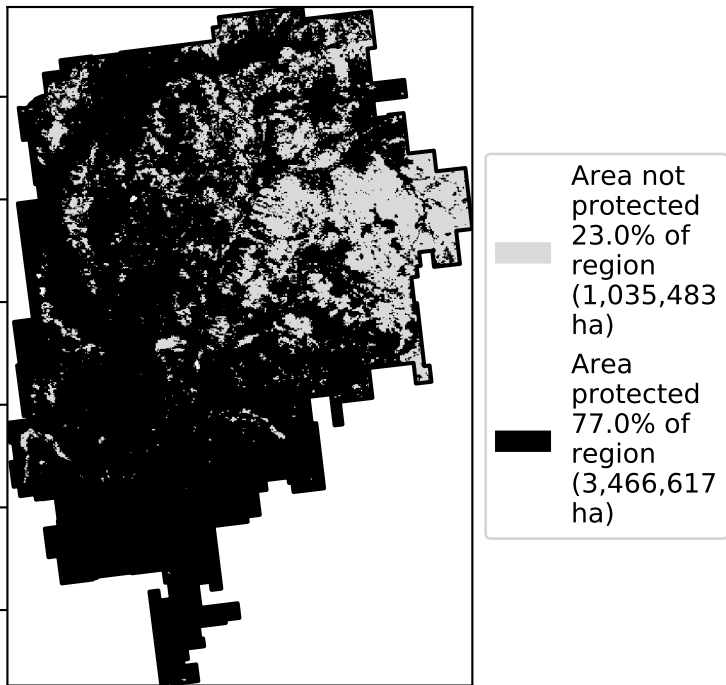 Area not
protected
23.0% of
region
(1,035,483
ha)
Area
protected
77.0% of
region
(3,466,617
ha)